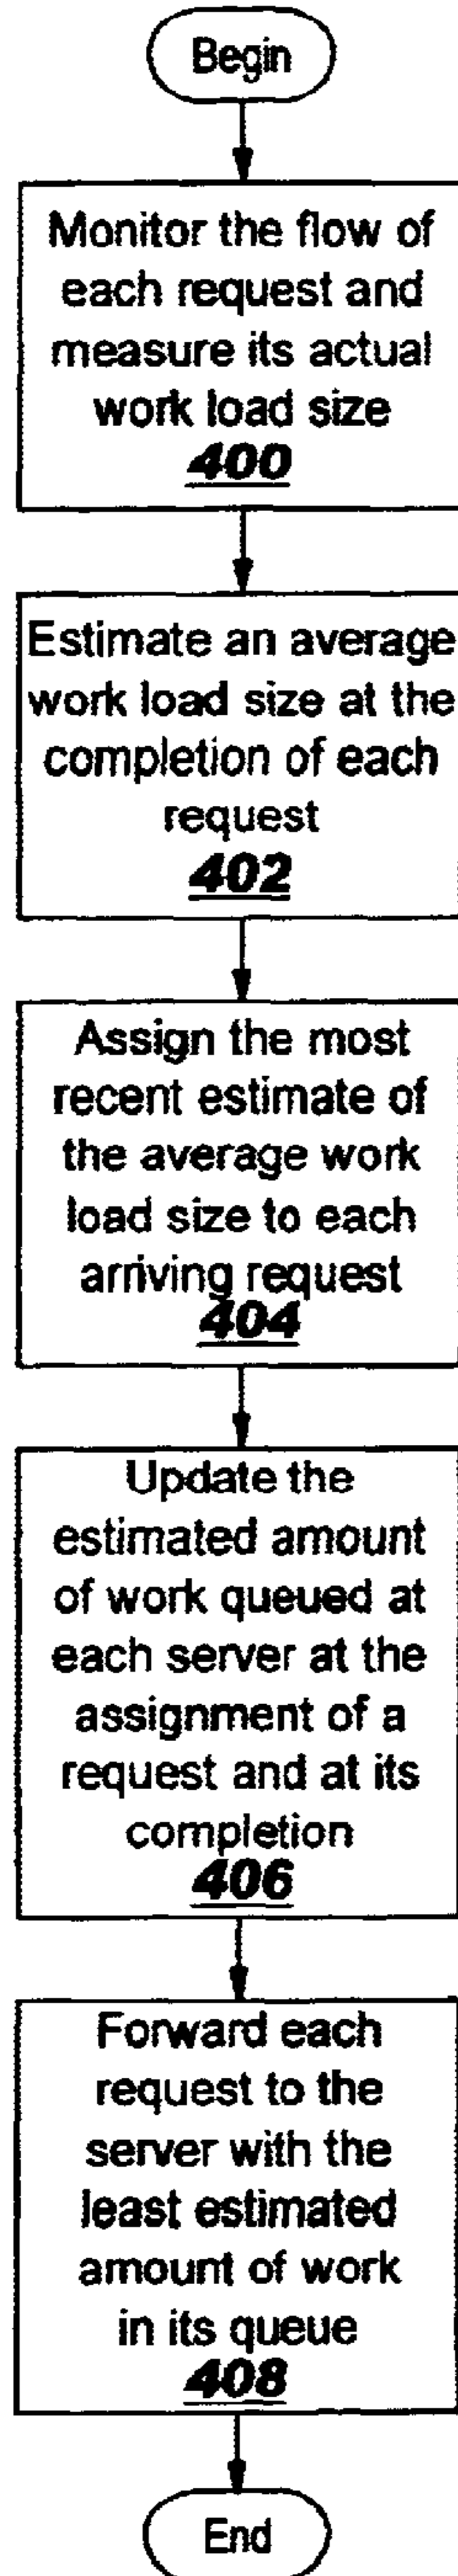 Begin
Monitor the flow of
each request and
measure its actual
work load size
400
Estimate an average
work load size at the
completion of each
request
402
Assign the most
recent estimate of
the average work
load size to each
arriving request
404
Update the
estimated amount
of work queued at
each server at the
assignment of a
request and at its
completion
406
Forward each
request to the
server with the
least estimated
amount of work
in its queue
408
End